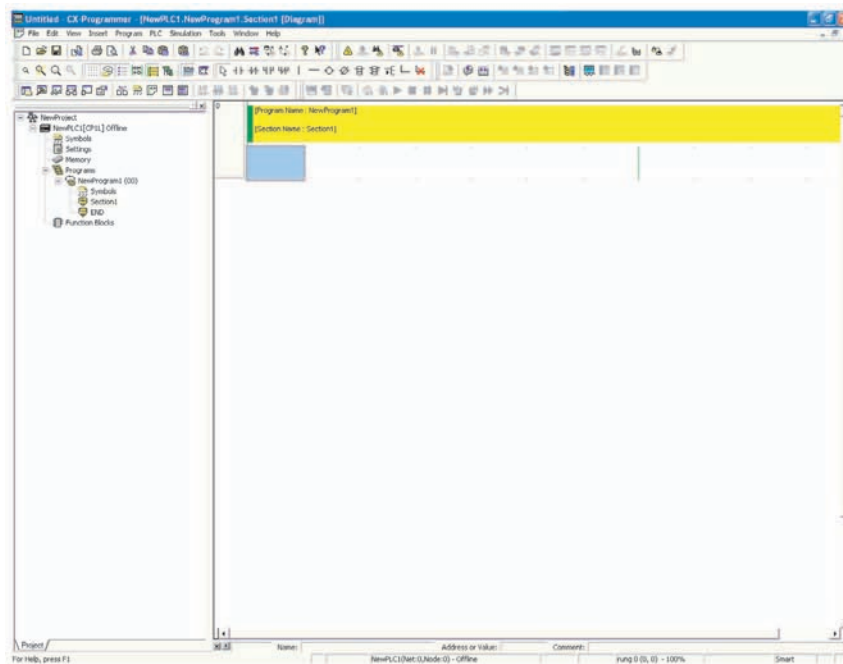 Untitled - CX-Programmer - [NewPLC1.NewProgram1.Section1 [Diagram]]
File Edit View Insert Program PLC Simulation Tools Window Help
NewProject
NewPLC1[CP1L] Offline
Symbols
Settings
Memory
Programs
NewProgram1 (00)
Symbols
Section1
END
Function Blocks
Project
0
[Program Name : NewProgram1]
[Section Name : Section1]
Name: Address or Value: Comment:
For Help, press F1 NewPLC1(Net:0,Node:0) - Offline rung 0 (0, 0) - 100% Smart